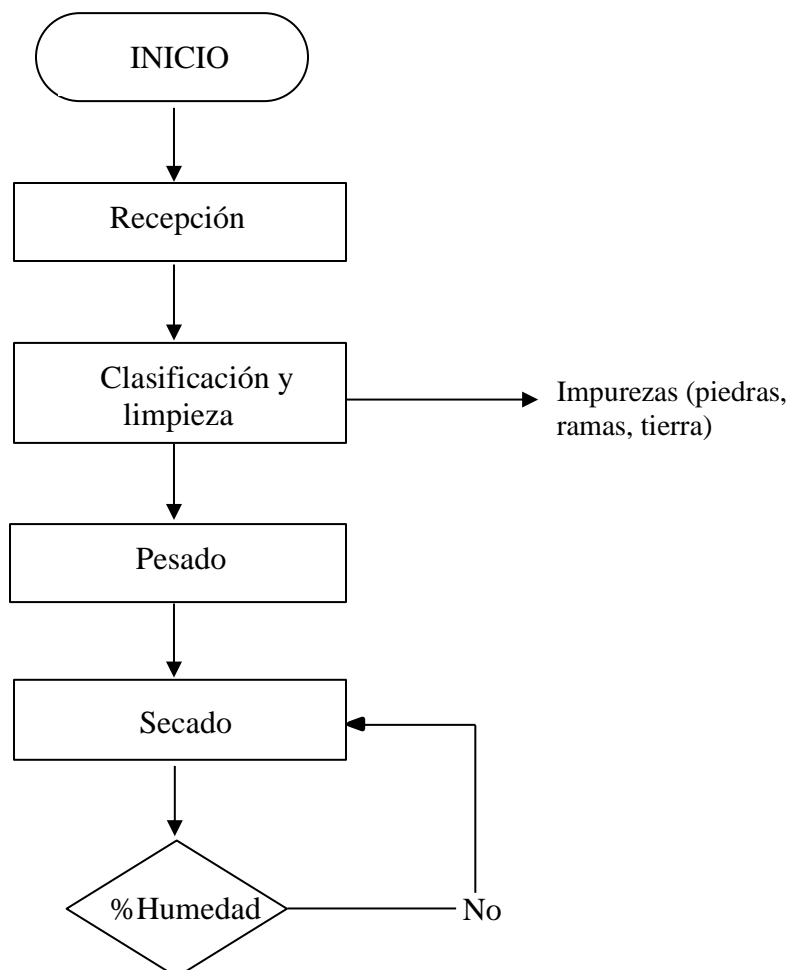 INICIO
Recepción
Clasificación y
limpieza
Impurezas (piedras,
ramas, tierra)
Pesado
Secado
%Humedad
No